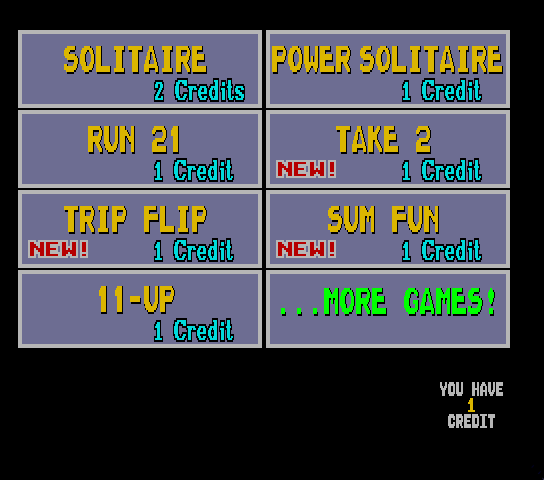 SOLITAIRE
2 Credits
POWER SOLITAIRE
1 Credit
RUN 21
1 Credit
TAKE 2
NEW! 1 Credit
TRIP FLIP
NEW! 1 Credit
SUM FUN
NEW! 1 Credit
11-UP
1 Credit
...MORE GAMES!
YOU HAVE
1
CREDIT